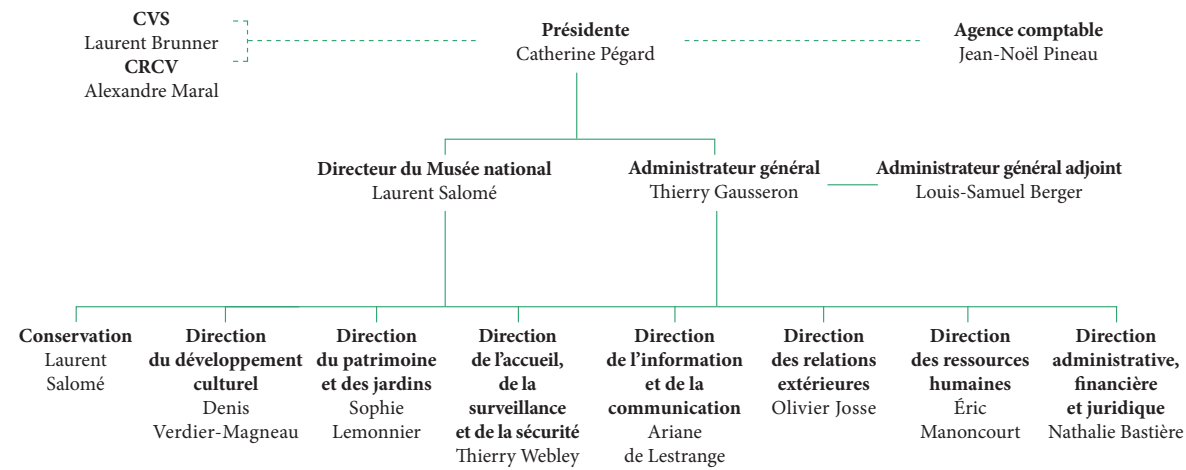 CVS
Laurent Brunner
CRCV
Alexandre Maral
Présidente
Catherine Pégard
Agence comptable
Jean-Noël Pineau
Directeur du Musée national
Laurent Salomé
Administrateur général
Thierry Gausseron
Administrateur général adjoint
Louis-Samuel Berger
Conservation
Laurent
Salomé
Direction
du développement
culturel
Denis
Verdier-Magneau
Direction
du patrimoine
et des jardins
Sophie
Lemonnier
Direction
de l’accueil,
de la
surveillance
et de la sécurité
Thierry Webley
Direction
de l’information
et de la
communication
Ariane
de Lestrange
Direction
des relations
extérieures
Olivier Josse
Direction
des ressources
humaines
Éric
Manoncourt
Direction
administrative,
financière
et juridique
Nathalie Bastière